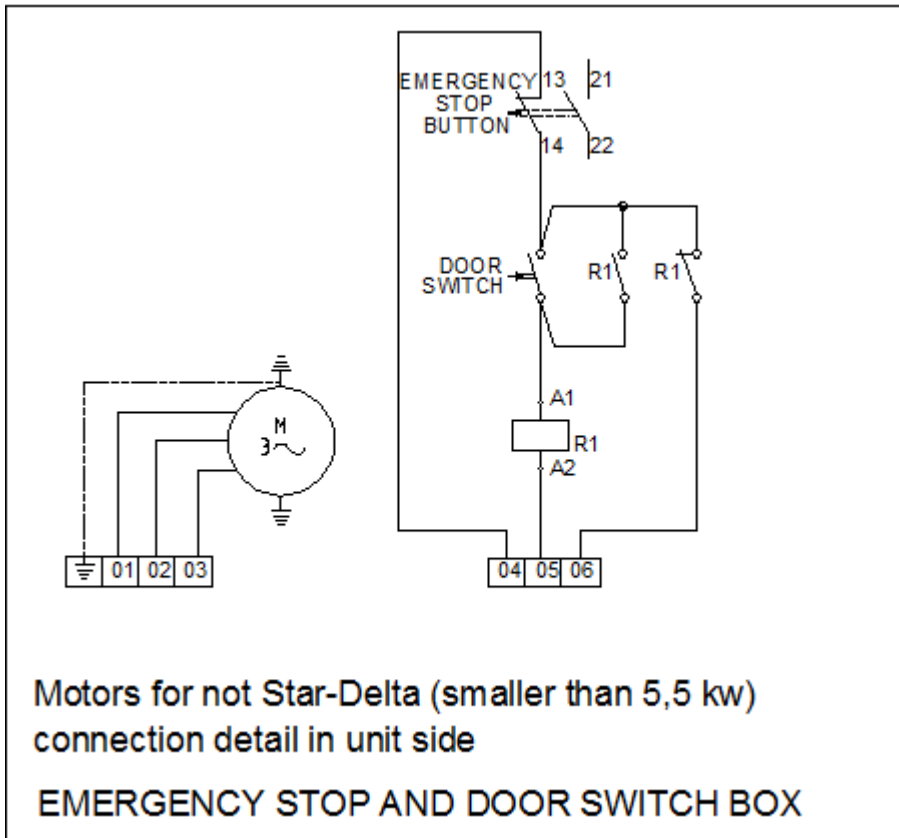 EMERGENCY 13 21
STOP
BUTTON
14 22
DOOR
SWITCH
R1 R1
A1
R1
A2
M
3
01 02 03
04 05 06
Motors for not Star-Delta (smaller than 5,5 kw)
connection detail in unit side
EMERGENCY STOP AND DOOR SWITCH BOX